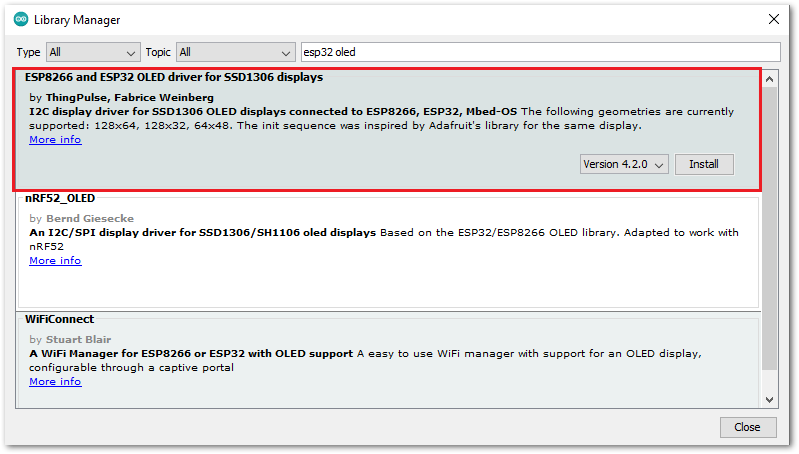 Library Manager
Type All Topic All esp32 oled
ESP8266 and ESP32 OLED driver for SSD1306 displays
by ThingPulse, Fabrice Weinberg
I2C display driver for SSD1306 OLED displays connected to ESP8266, ESP32, Mbed-OS The following geometries are currently
supported: 128x64, 128x32, 64x48. The init sequence was inspired by Adafruit's library for the same display.
More info
Version 4.2.0 Install
nRF52_OLED
by Bernd Giesecke
An I2C/SPI display driver for SSD1306/SH1106 oled displays Based on the ESP32/ESP8266 OLED library. Adapted to work with
nRF52
More info
WiFiConnect
by Stuart Blair
A WiFi Manager for ESP8266 or ESP32 with OLED support A easy to use WiFi manager with support for an OLED display,
configurable through a captive portal
More info
Close